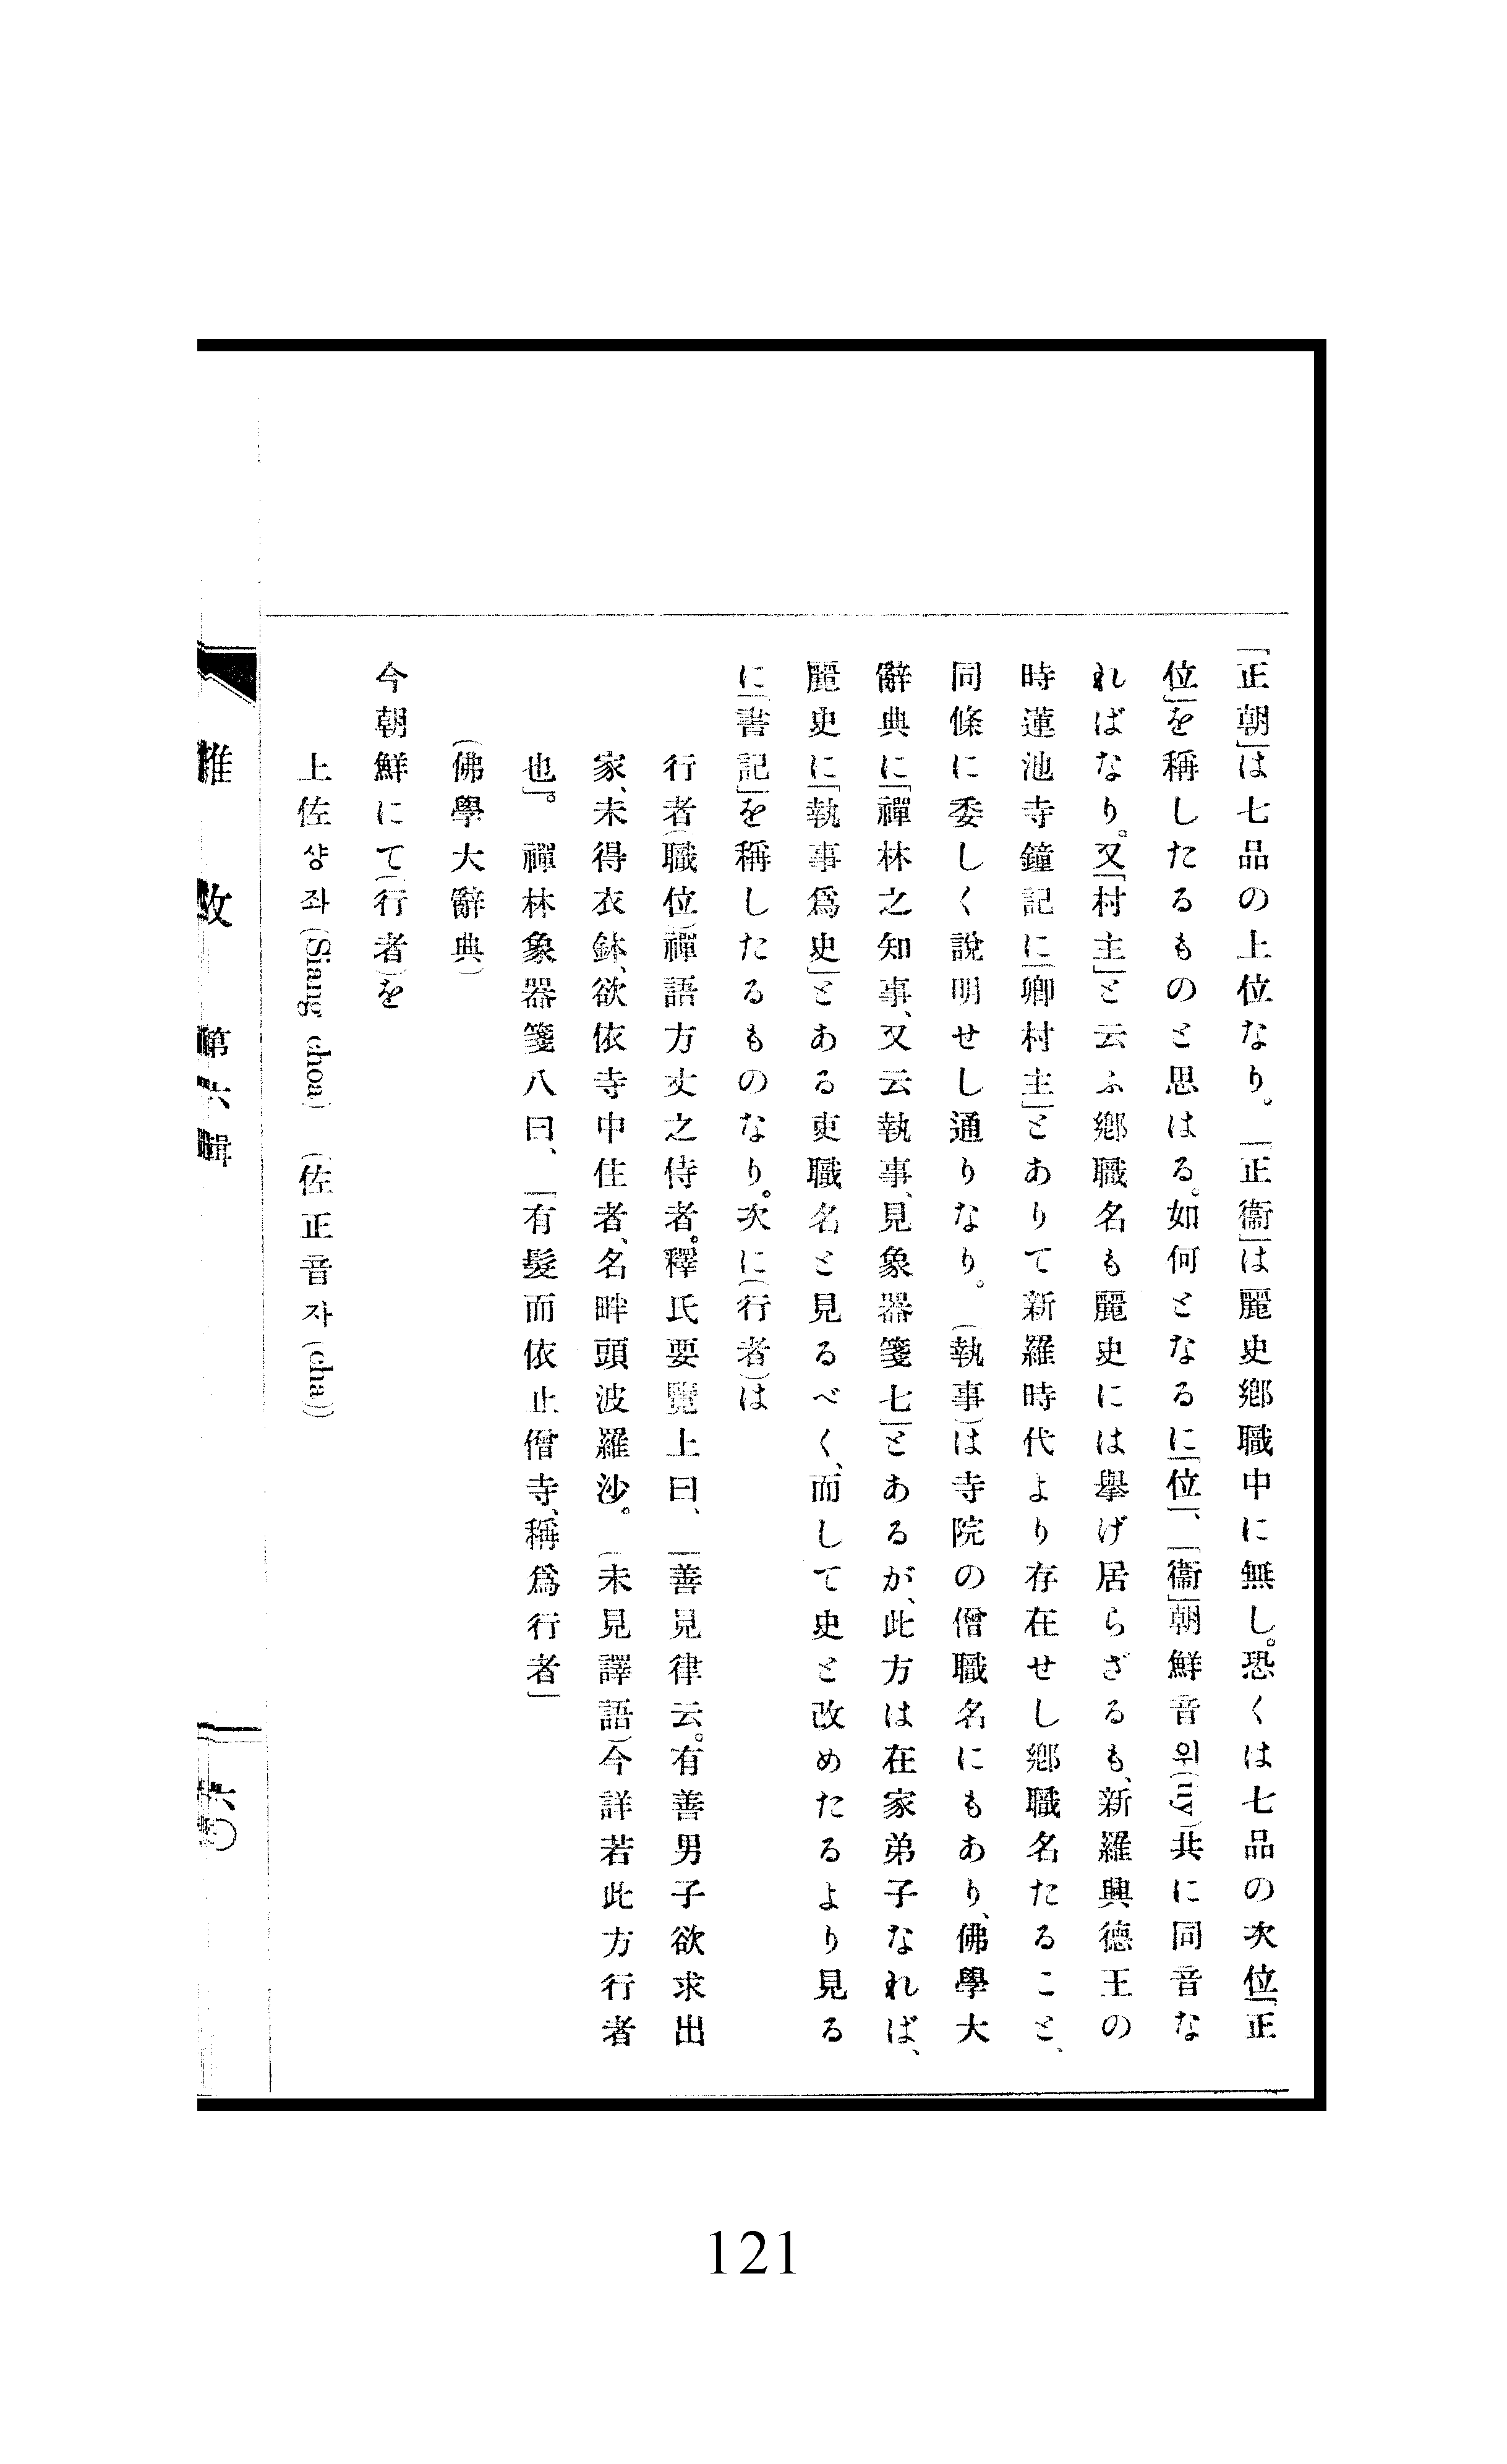 「正朝」は七品の上位なり。「正衞」は麗史鄕職中に無し。恐くは七品の次位「正
位」を稱したるものと思はる。如何となるに「位」、「衞」朝鮮音위(ui)共に同音な
ればなり。又「村主」と云ふ鄕職名も麗史には擧げ居らざるも、新羅興德王の
時蓮池寺鐘記に「卿村主」とありて新羅時代より存在せし鄕職名たること、
同條に委しく說明せし通りなり。(執事)は寺院の僧職名にもあり、佛學大
辭典に「禪林之知事、又云執事、見象器箋七」とあるが、此方は在家弟子なれば、
麗史に「執事爲史」とある吏職名と見るべく、而して史と改めたるより見る
に「書記」を稱したるものなり。次に(行者)は
行者(職位)禪語方丈之侍者。釋氏要覽上曰、「善見律云。有善男子欲求出
家、未得衣鉢、欲依寺中住者、名畔頭波羅沙。(未見譯語)今詳若此方行者
也」。禪林象器箋八曰、「有髮而依止僧寺、稱爲行者」
(佛學大辭典)
今朝鮮にて(行者)を
上佐샹좌(Siang choa) (佐正音자(cha))
雜攷 第六輯
六〇
121